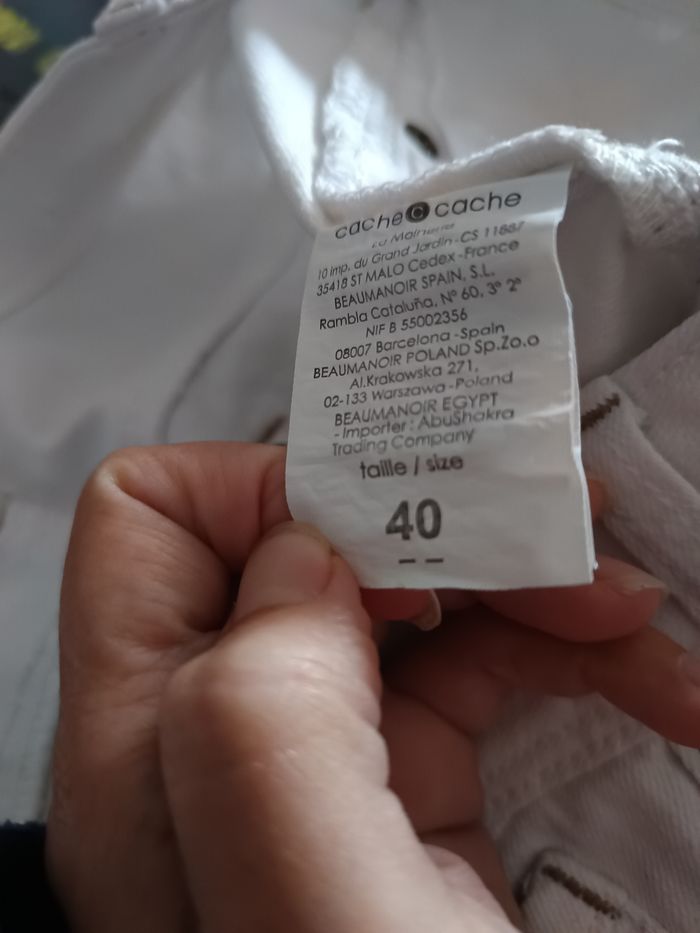 cache c cache
La Moinerie
10 Imp. du Grand Jardin-CS 11887
35418 ST MALO Cedex-France
BEAUMANOIR SPAIN, S.L.
Rambla Cataluña, Nº 60, 3º 2ª
NIF B 55002356
08007 Barcelona-Spain
BEAUMANOIR POLAND Sp.Zo.o
Al.Krakowska 271,
02-133 Warszawa-Poland
BEAUMANOIR EGYPT
- Importer : AbuShakra
Trading Company
taille / size
40
_ _